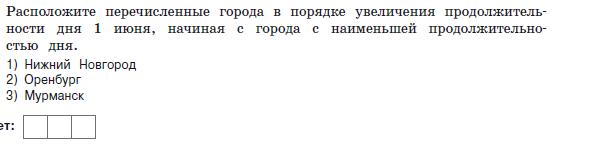 Расположите перечисленные города в порядке увеличения продолжитель-
ности дня 1 июня, начиная с города с наименьшей продолжительно-
стью дня.
1) Нижний Новгород
2) Оренбург
3) Мурманск
ет: